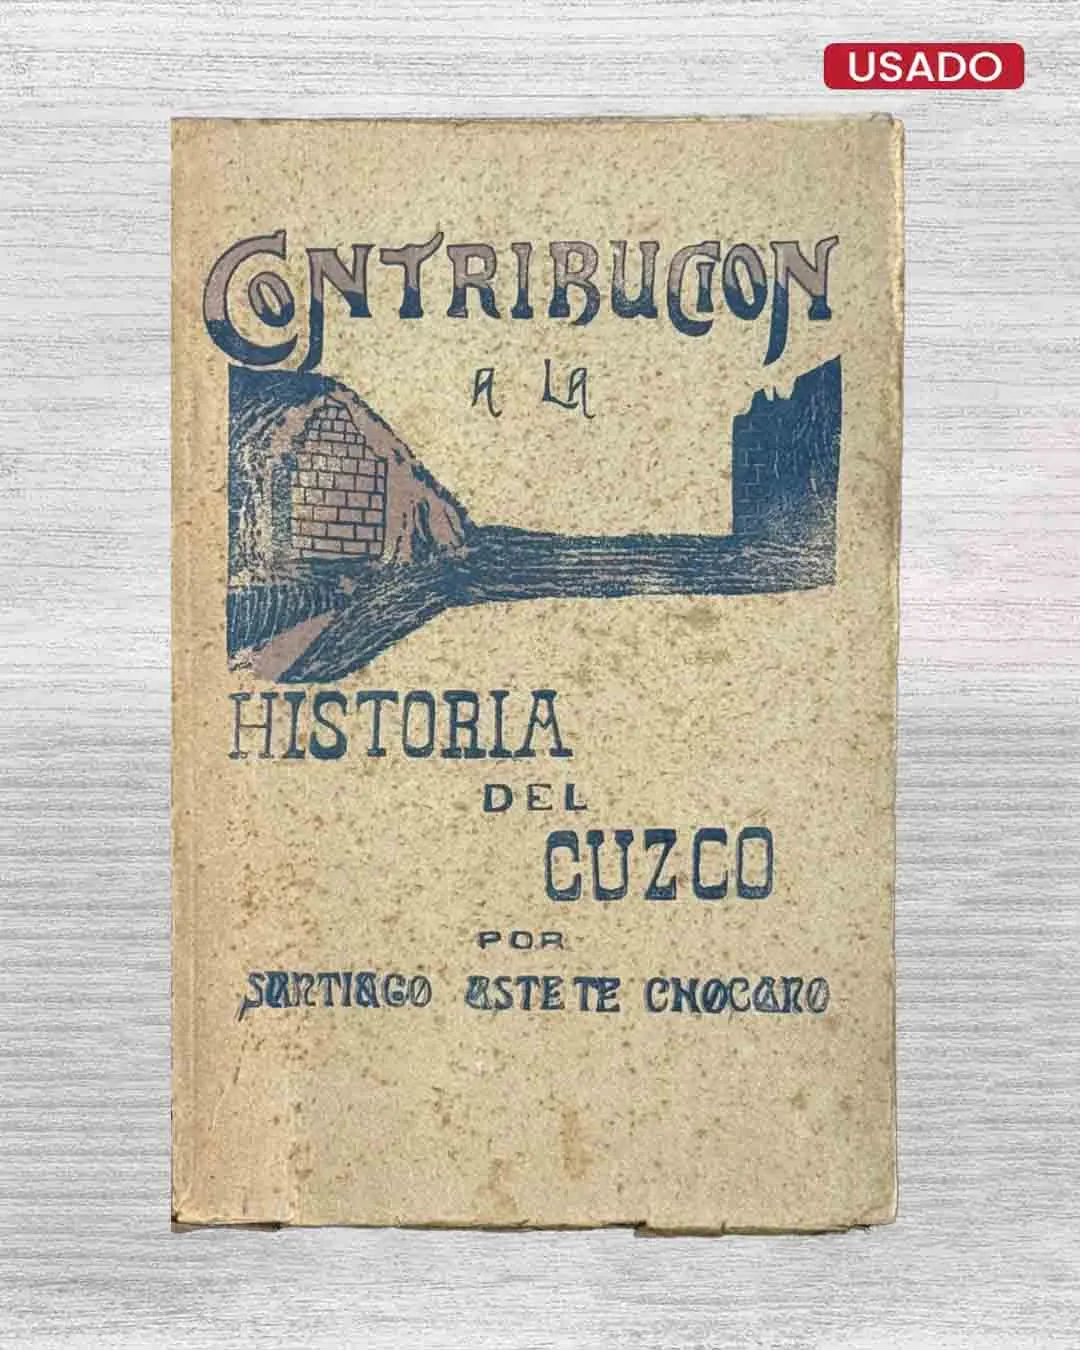 USADO
CONTRIBUCION
A LA
HISTORIA
DEL
CUZCO
POR
SANTIAGO ASTETE CHOCANO